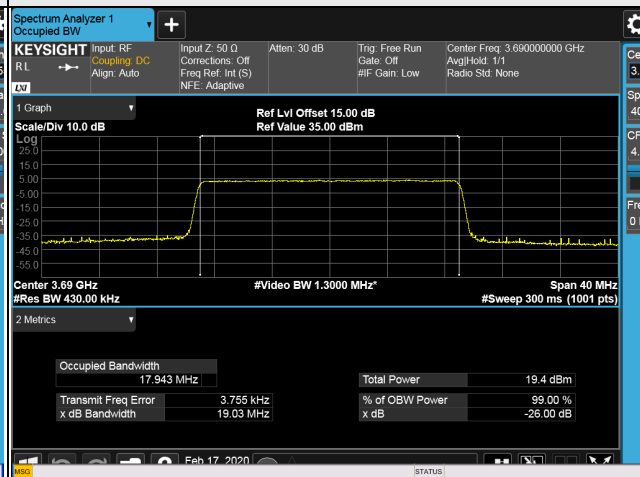 Spectrum Analyzer 1
Occupied BW
+
KEYSIGHT
RL
LXI
Input: RF
Coupling: DC
Align: Auto
Input Z: 50 Ω
Corrections: Off
Freq Ref: Int (S)
NFE: Adaptive
Atten: 30 dB
Trig: Free Run
Gate: Off
#IF Gain: Low
Center Freq: 3.690000000 GHz
Avg|Hold: 1/1
Radio Std: None
1 Graph
Scale/Div 10.0 dB
Ref Lvl Offset 15.00 dB
Ref Value 35.00 dBm
Log
25.0
15.0
5.00
-5.00
-15.0
-25.0
-35.0
-45.0
-55.0
Center 3.69 GHz
#Res BW 430.00 kHz
#Video BW 1.3000 MHz*
Span 40 MHz
#Sweep 300 ms (1001 pts)
2 Metrics
Occupied Bandwidth
17.943 MHz
Transmit Freq Error 3.755 kHz
x dB Bandwidth 19.03 MHz
Total Power 19.4 dBm
% of OBW Power 99.00 %
x dB -26.00 dB
Feb 17, 2020
MSG
STATUS